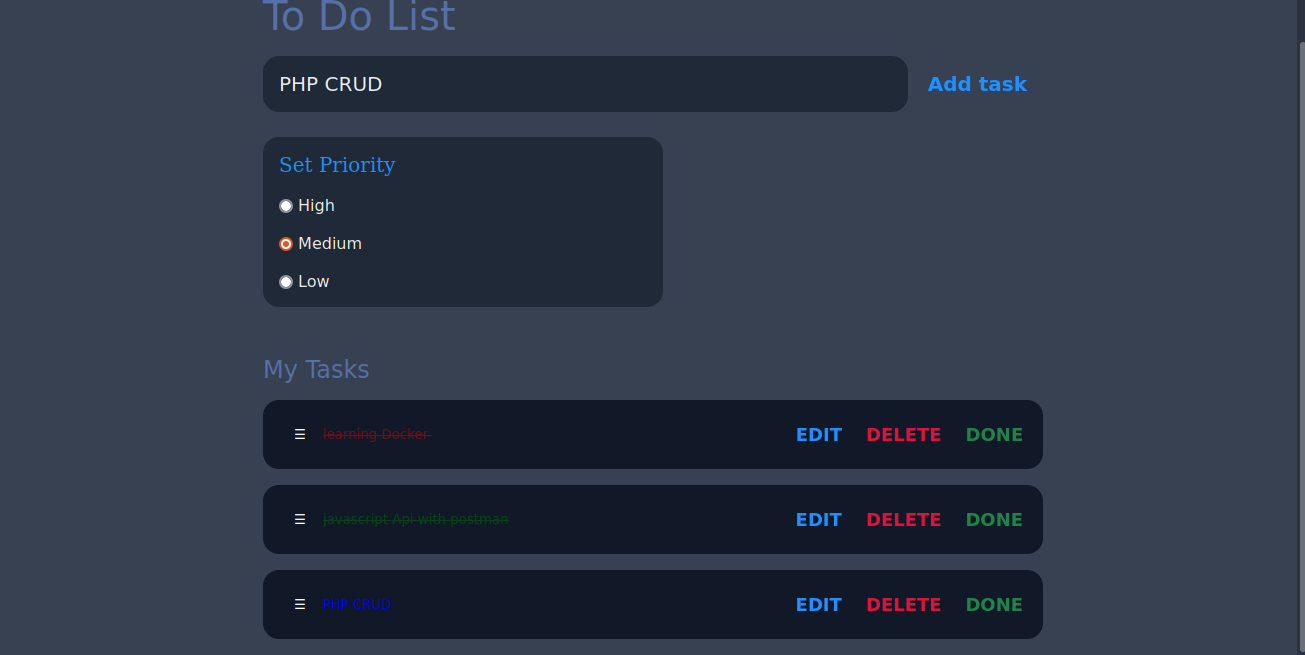 To Do List
PHP CRUD
Add task
Set Priority
High
Medium
Low
My Tasks
☰ learning Docker EDIT DELETE DONE
☰ javascript Api with postman EDIT DELETE DONE
☰ PHP CRUD EDIT DELETE DONE